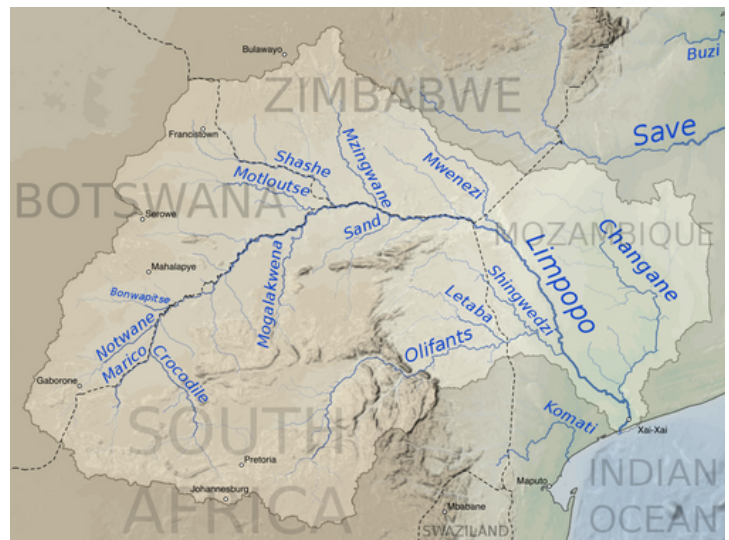 Bulawayo
Buzi
ZIMBABWE
Francistown
Save
Mzingwane
Shashe
Mwenezi
Motloutse
BOTSWANA
Serowe
Sand
MOZAMBIQUE
Changane
Limpopo
Mogalakwena
Mahalapye
Shingwedzi
Bonwapitse
Letaba
Notwane
Olifants
Marico
Crocodile
Gaborone
SOUTH
AFRICA
Komati
Xai-Xai
Pretoria
INDIAN
OCEAN
Maputo
Johannesburg
Mbabane
SWAZILAND